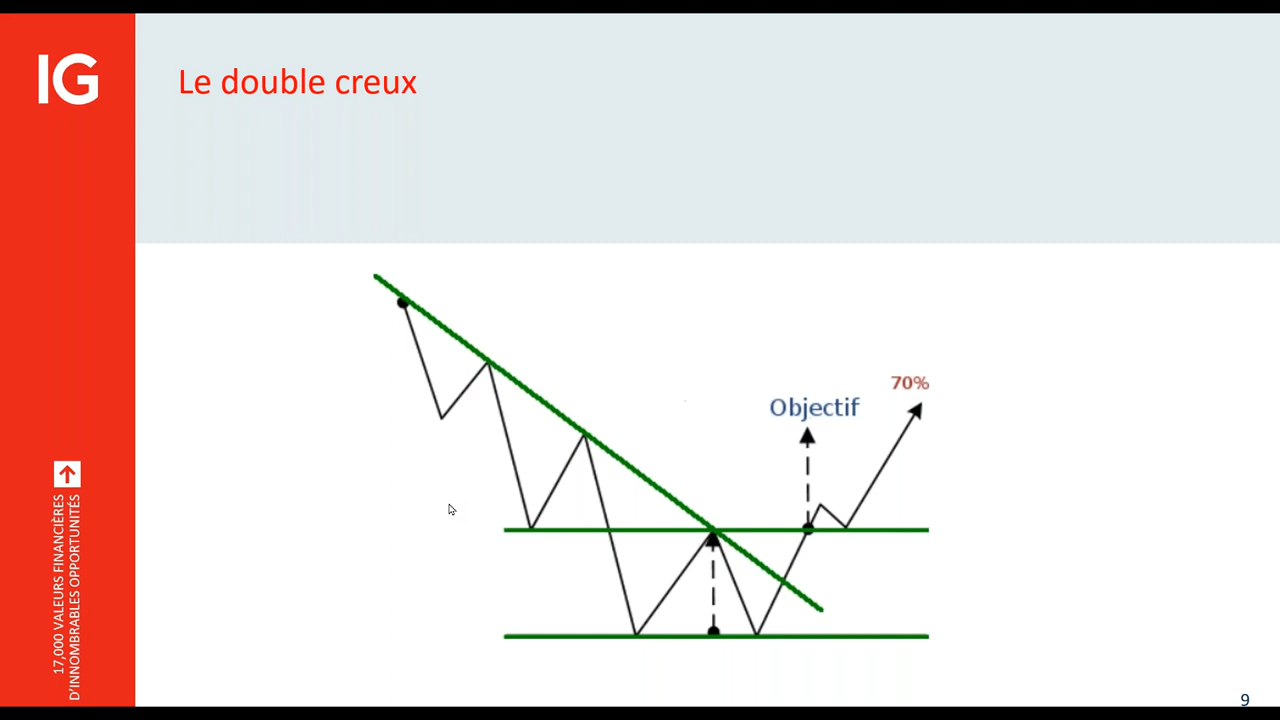 IG
Le double creux
70%
Objectif
17,000 VALEURS FINANCIÈRES
D'INNOMBRABLES OPPORTUNITÉS
9